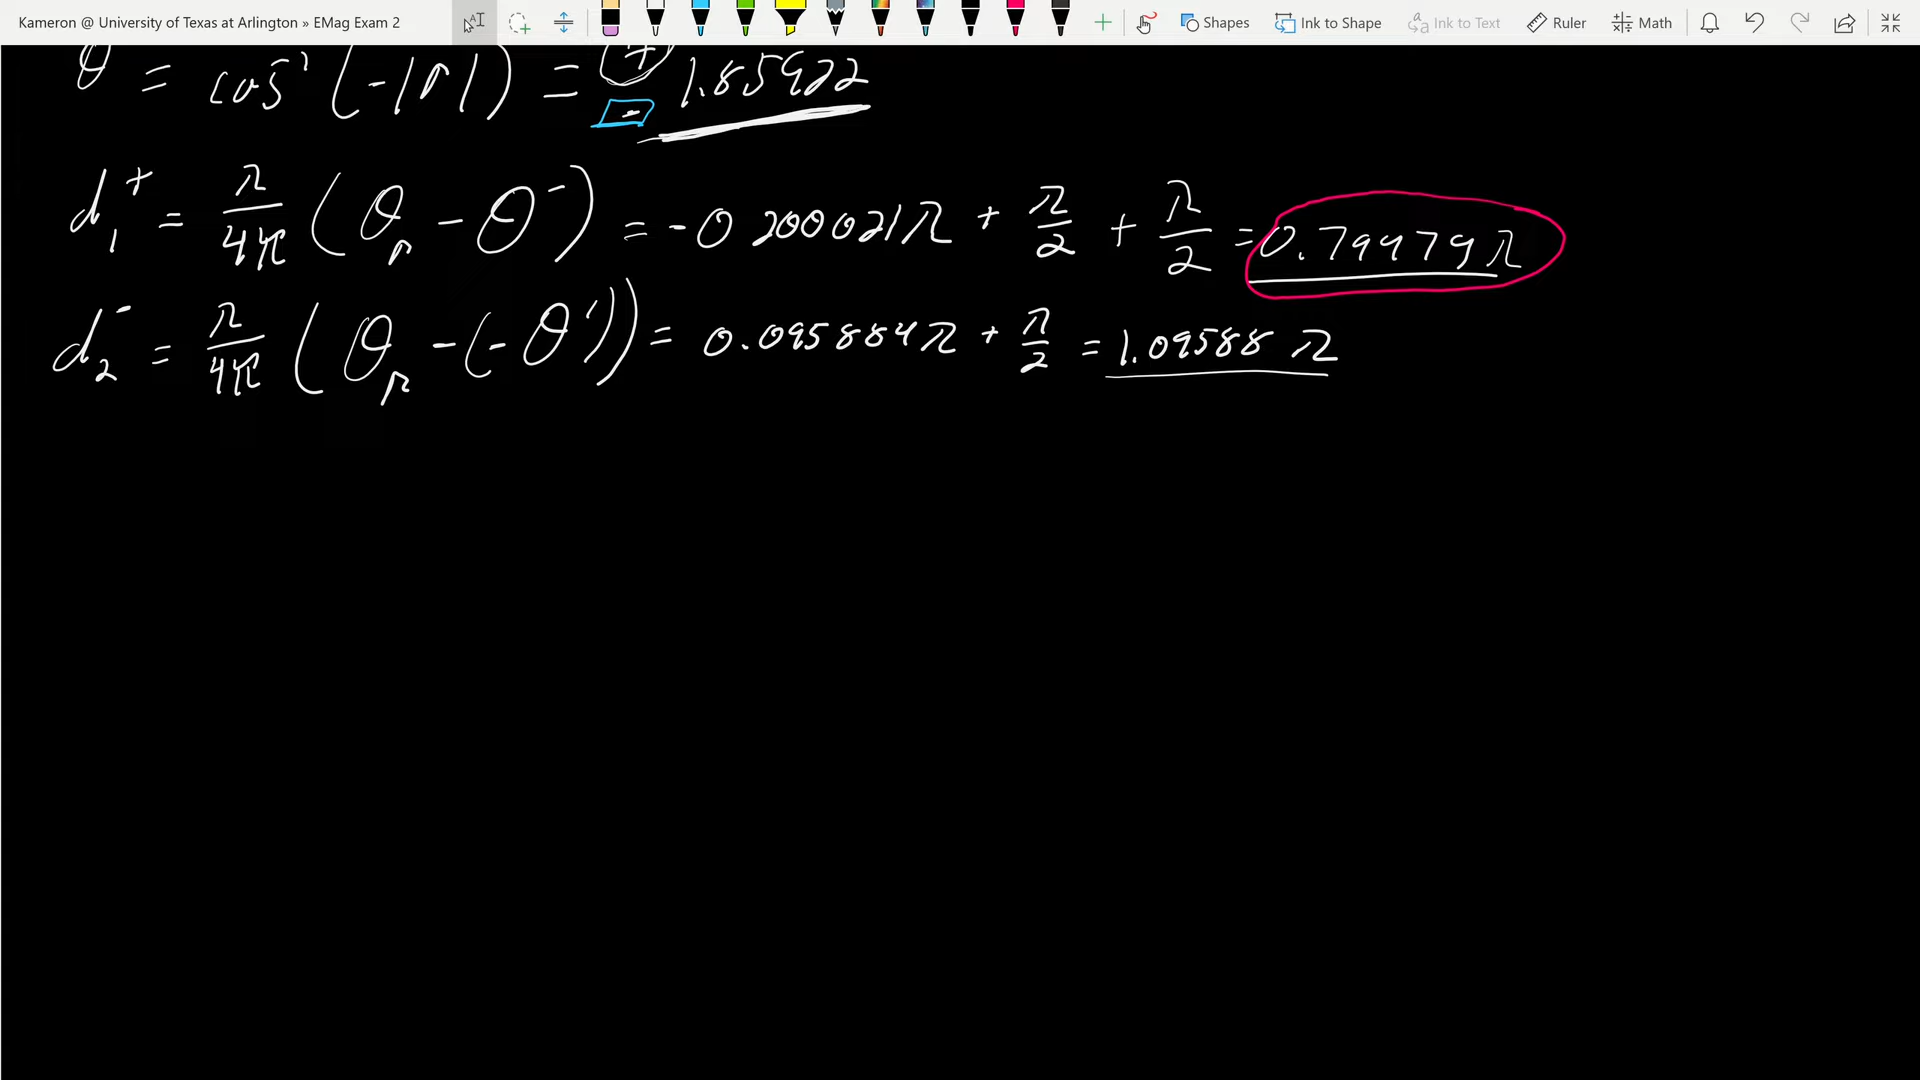 Kameron @ University of Texas at Arlington » EMag Exam 2
Shapes
Ink to Shape
Ink to Text
Ruler
Math
θ = cos⁻¹(-|Γ|) = + - 1.85922
d₁⁺ = λ/4π (θᵣ - θ⁻) = -0.200021λ + λ/2 + λ/2 = 0.79979λ
d₂⁻ = λ/4π (θᵣ - (-θ')) = 0.095884λ + λ/2 = 1.09588 λ